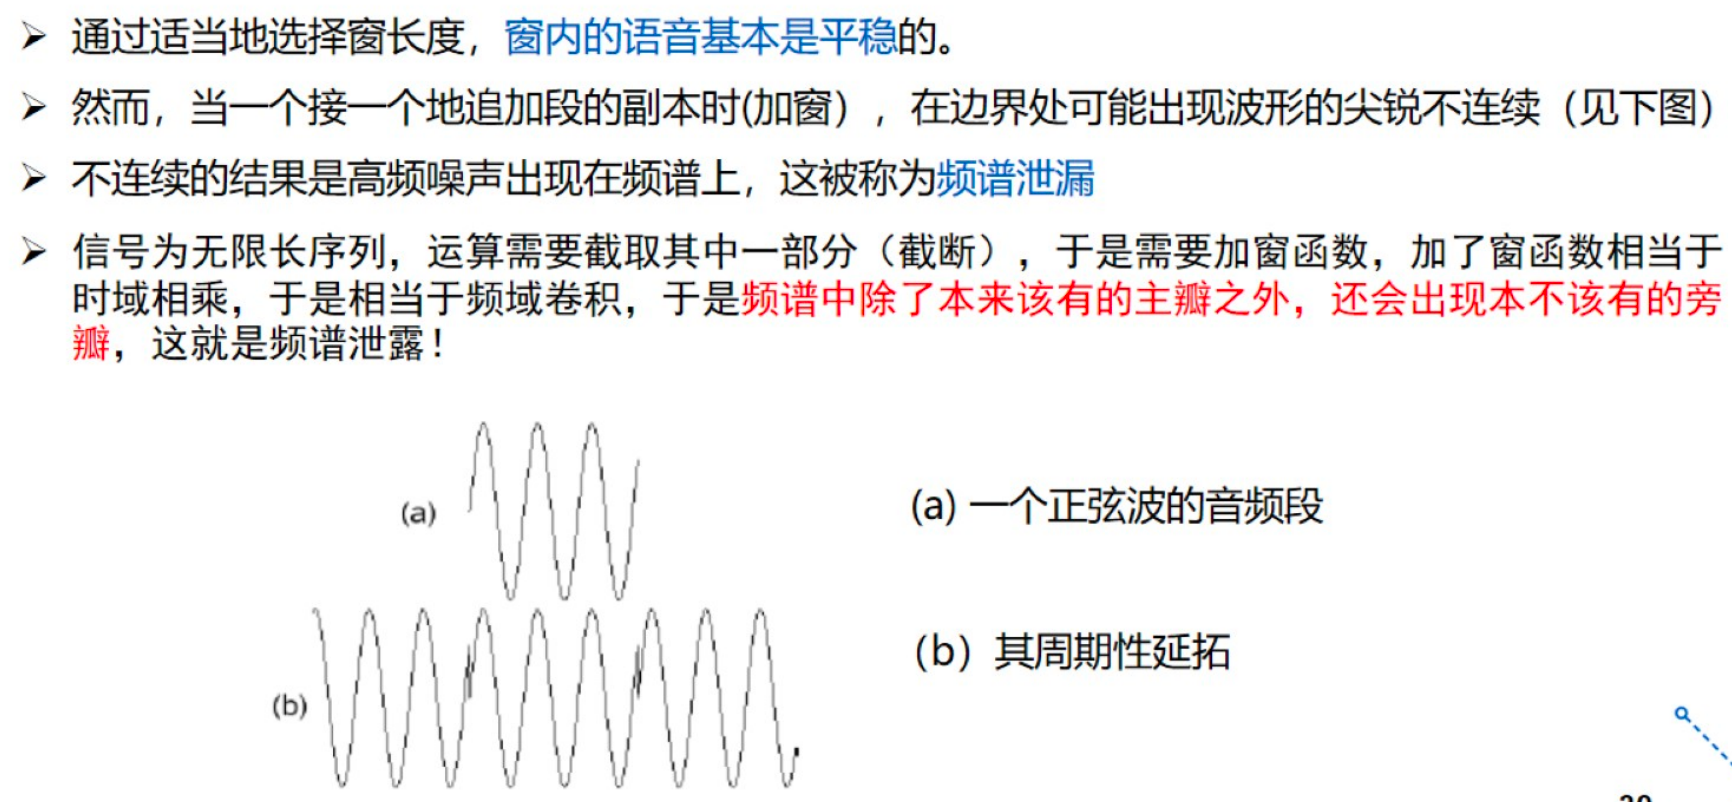 ➢ 通过适当地选择窗长度，窗内的语音基本是平稳的。
➢ 然而，当一个接一个地追加段的副本时(加窗），在边界处可能出现波形的尖锐不连续（见下图）
➢ 不连续的结果是高频噪声出现在频谱上，这被称为频谱泄漏
➢ 信号为无限长序列，运算需要截取其中一部分（截断），于是需要加窗函数，加了窗函数相当于
时域相乘，于是相当于频域卷积，于是频谱中除了本来该有的主瓣之外，还会出现本不该有的旁
瓣，这就是频谱泄露！
(a)
(a) 一个正弦波的音频段
(b)
（b）其周期性延拓